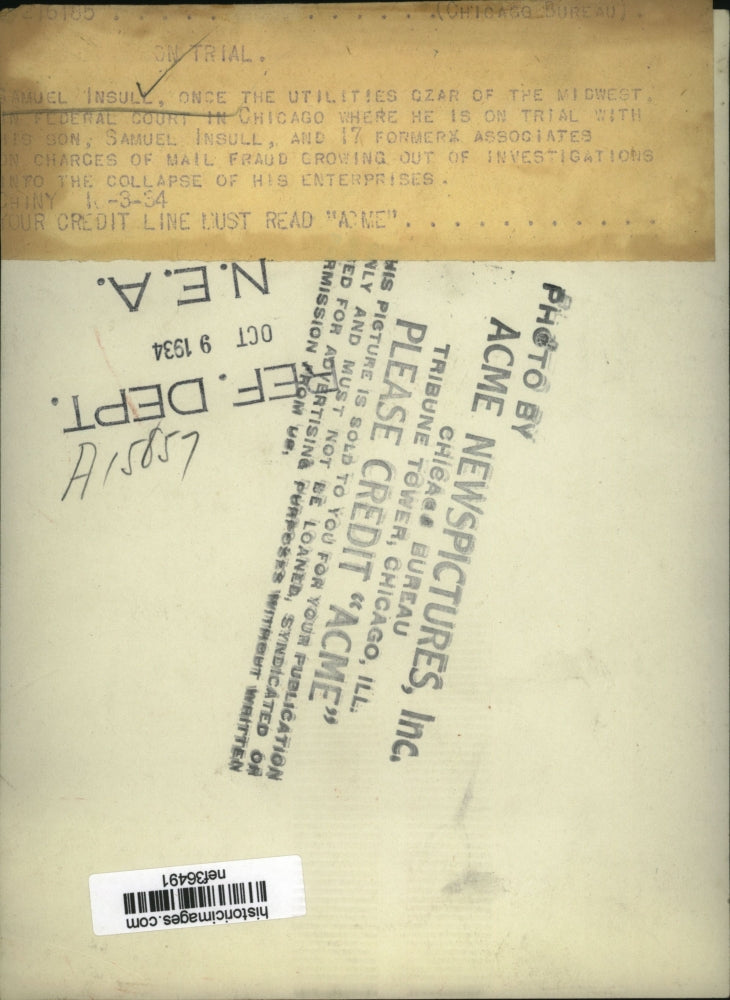 216185 . . . . . . . . (CHICAGO BUREAU) .
ON TRIAL.
SAMUEL INSULL, ONCE THE UTILITIES CZAR OF THE MIDWEST,
IN FEDERAL COURT IN CHICAGO WHERE HE IS ON TRIAL WITH
HIS SON, SAMUEL INSULL, AND 17 FORMERX ASSOCIATES
ON CHARGES OF MAIL FRAUD GROWING OUT OF INVESTIGATIONS
INTO THE COLLAPSE OF HIS ENTERPRISES.
-3-34
YOUR CREDIT LINE MUST READ "ACME". . . . . . . . . . . .
PHOTO BY
ACME NEWSPICTURES, Inc.
CHICAGO BUREAU
TRIBUNE TOWER, CHICAGO, ILL.
PLEASE CREDIT "ACME"
THIS PICTURE IS SOLD TO YOU FOR YOUR PUBLICATION
ONLY AND MUST NOT BE LOANED, SYNDICATED OR
USED FOR ADVERTISING PURPOSES WITHOUT WRITTEN
PERMISSION FROM US.
REF. DEPT.
OCT 9 1934
N.E.A.
A15857
historicimages.com
nef36491